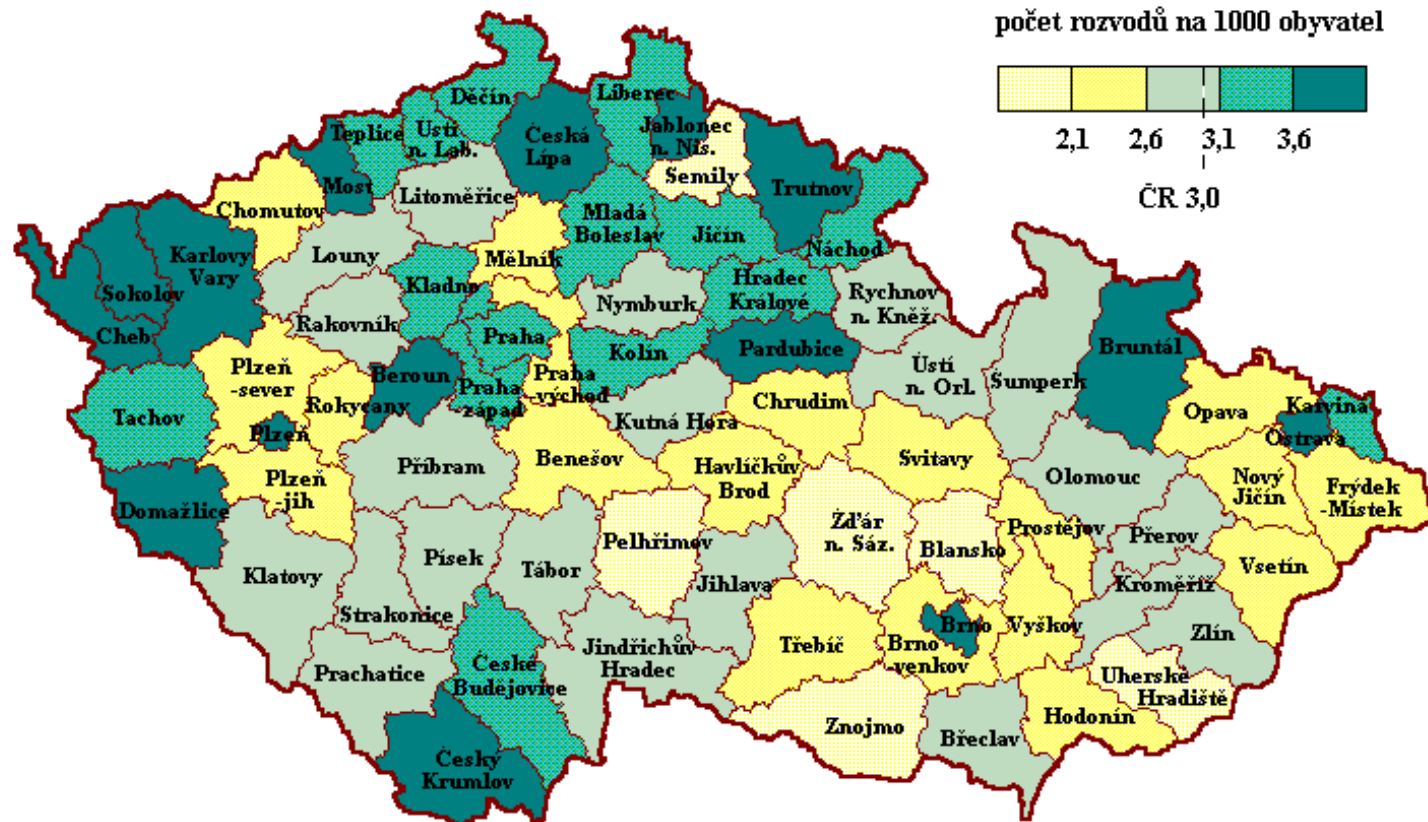 počet rozvodů na 1000 obyvatel
2,1 2,6 3,1 3,6
ČR 3,0
Děčín
Liberec
Teplice
Ústí
n. Lab.
Česká
Lípa
Jablonec
n. Nis.
Semily
Most
Trutnov
Chomutov
Litoměřice
Mladá
Boleslav
Jičín
Náchod
Karlovy
Vary
Louny
Mělník
Sokolov
Kladno
Hradec
Kralové
Nymburk
Rychnov
n. Kněž.
Cheb
Rakovník
Praha
Kolín
Pardubice
Ústí
n. Orl.
Sumperk
Bruntál
Plzeň
-sever
Beroun
Praha
-západ
Praha
-východ
Rokycany
Tachov
Kutná Hora
Chrudim
Opava
Karviná
Ostrava
Plzeň
Příbram
Benešov
Havlíčkův
Brod
Svitavy
Olomouc
Nový
Jičín
Frýdek
-Místek
Plzeň
-jih
Domažlice
Klatovy
Písek
Tábor
Pelhřimov
Žďár
n. Sáz.
Blansko
Prostějov
Přerov
Vsetín
Strakonice
Jihlava
Kroměříž
Brno
Vyškov
Zlín
Prachatice
České
Budějovice
Jindřichův
Hradec
Třebíč
Brno
-venkov
Uherské
Hradiště
Český
Krumlov
Znojmo
Břeclav
Hodonín